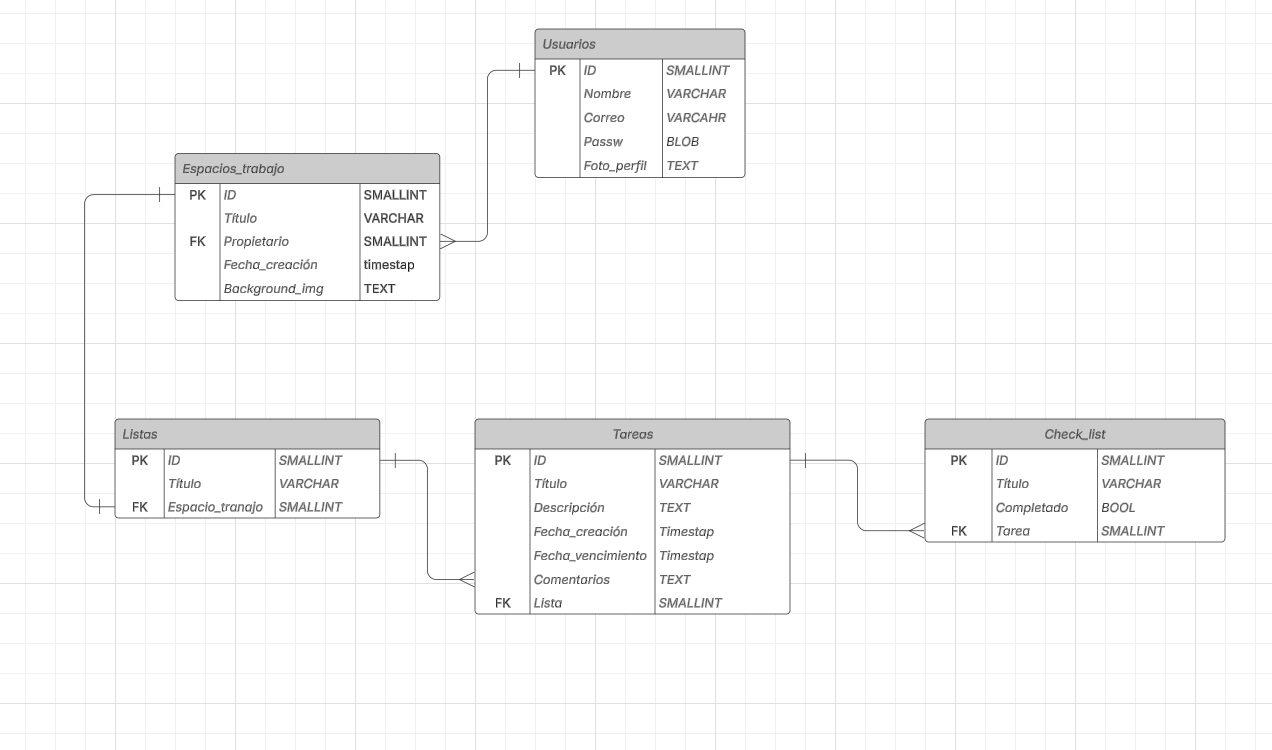 Usuarios
PK ID SMALLINT
Nombre VARCHAR
Correo VARCAHR
Passw BLOB
Foto_perfil TEXT
Espacios_trabajo
PK ID SMALLINT
Título VARCHAR
FK Propietario SMALLINT
Fecha_creación timestap
Background_img TEXT
Listas
PK ID SMALLINT
Título VARCHAR
FK Espacio_tranajo SMALLINT
Tareas
PK ID SMALLINT
Título VARCHAR
Descripción TEXT
Fecha_creación Timestap
Fecha_vencimiento Timestap
Comentarios TEXT
FK Lista SMALLINT
Check_list
PK ID SMALLINT
Título VARCHAR
Completado BOOL
FK Tarea SMALLINT